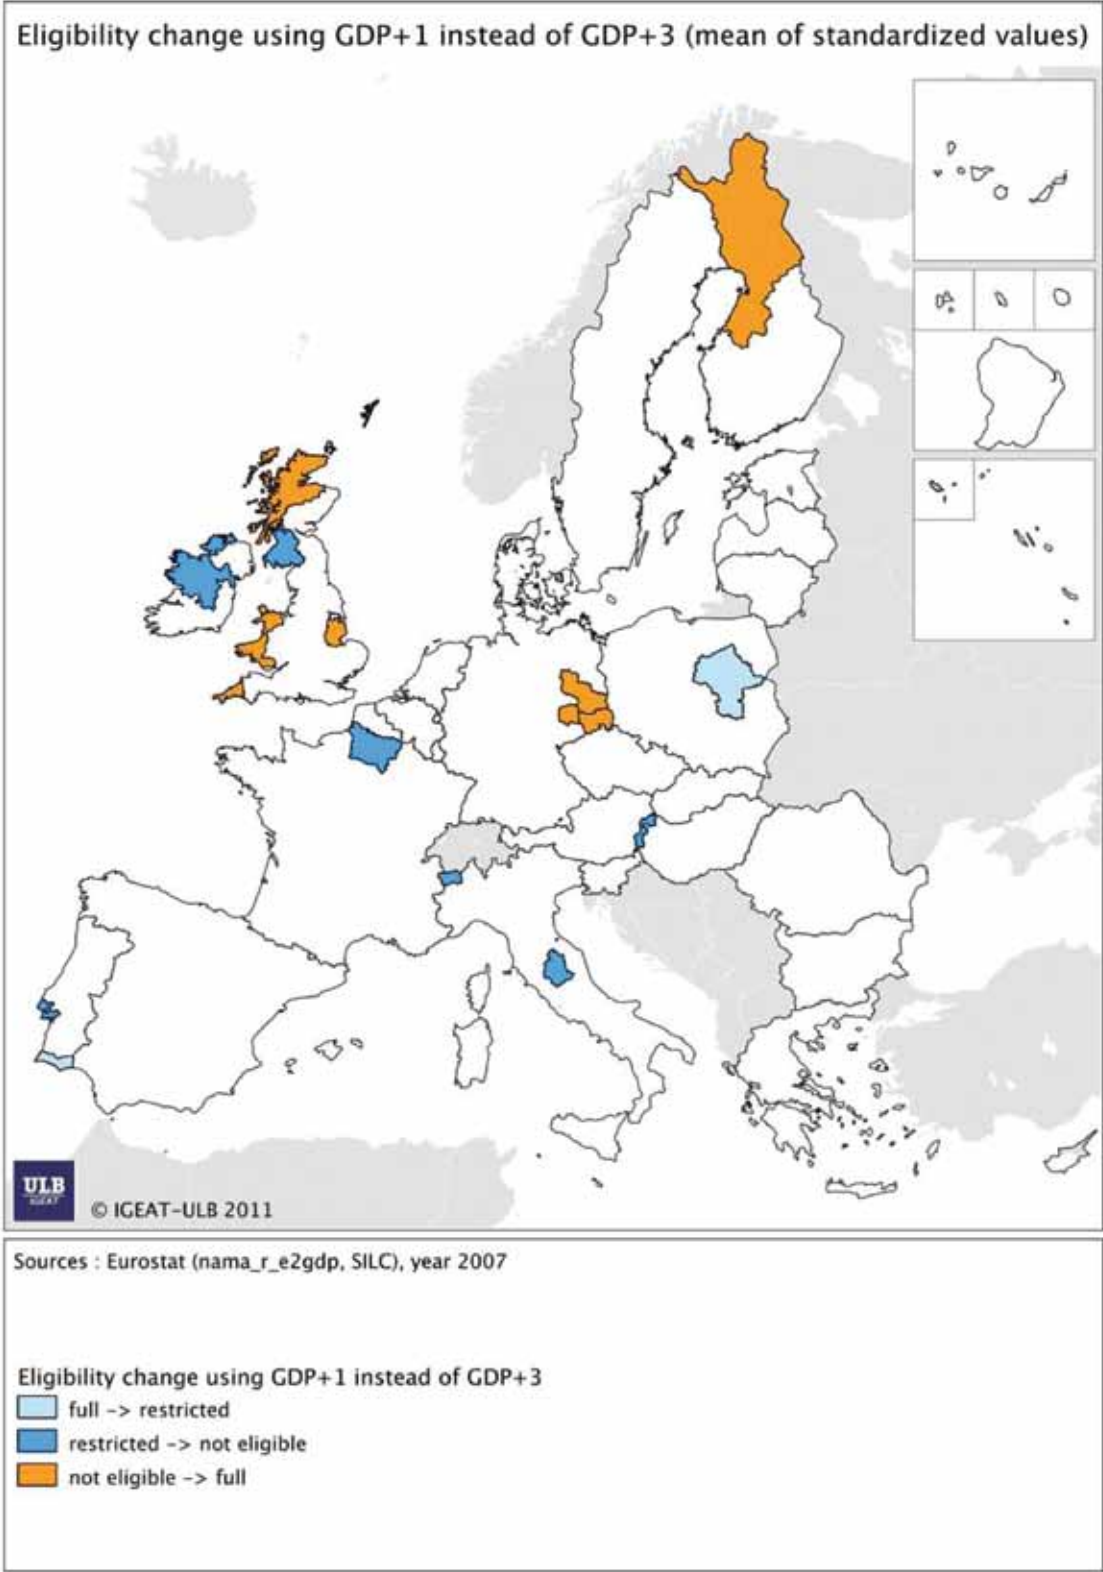 Eligibility change using GDP+1 instead of GDP+3 (mean of standardized values)
ULB
IGEAT
© IGEAT-ULB 2011
Sources : Eurostat (nama_r_e2gdp, SILC), year 2007
Eligibility change using GDP+1 instead of GDP+3
full -> restricted
restricted -> not eligible
not eligible -> full